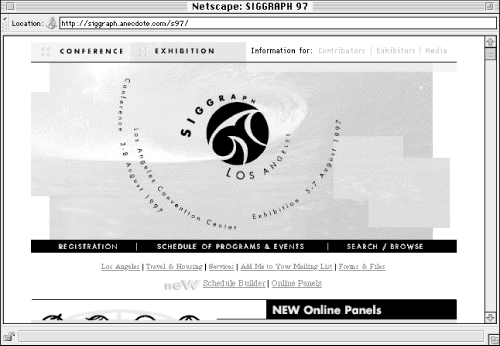 Netscape: SIGGRAPH 97
Location: http://siggraph.anecdote.com/s97/
CONFERENCE EXHIBITION Information for: Contributors | Exhibitors | Media
SIGGRAPH
LOS ANGELES
Conference 3-8 August 1997
Los Angeles Convention Center
Exhibition 5-7 August 1997
REGISTRATION | SCHEDULE OF PROGRAMS & EVENTS | SEARCH / BROWSE
Los Angeles | Travel & Housing | Services | Add Me to Your Mailing List | Forms & Files
new Schedule Builder | Online Panels
NEW Online Panels